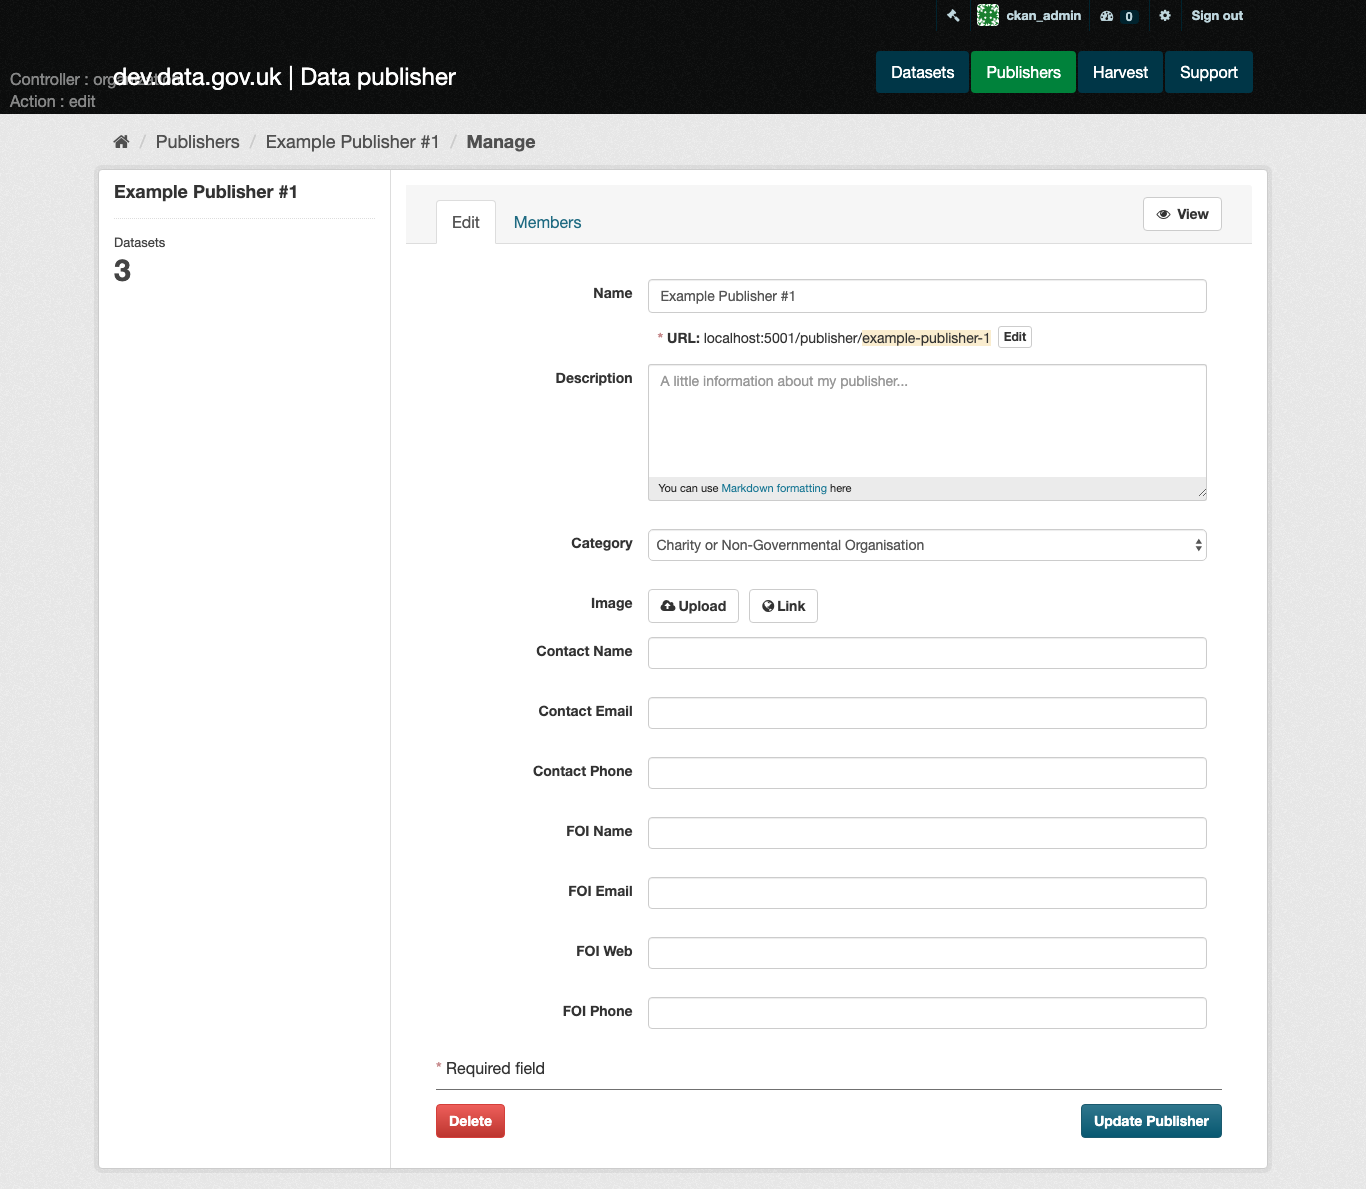 ckan_admin 0 Sign out
Controller : organization
dev.data.gov.uk | Data publisher
Datasets Publishers Harvest Support
Action : edit
/ Publishers / Example Publisher #1 / Manage
Example Publisher #1
Datasets
3
Edit Members View
Name Example Publisher #1
* URL: localhost:5001/publisher/example-publisher-1 Edit
Description A little information about my publisher...
You can use Markdown formatting here
Category Charity or Non-Governmental Organisation
Image Upload Link
Contact Name
Contact Email
Contact Phone
FOI Name
FOI Email
FOI Web
FOI Phone
* Required field
Delete Update Publisher